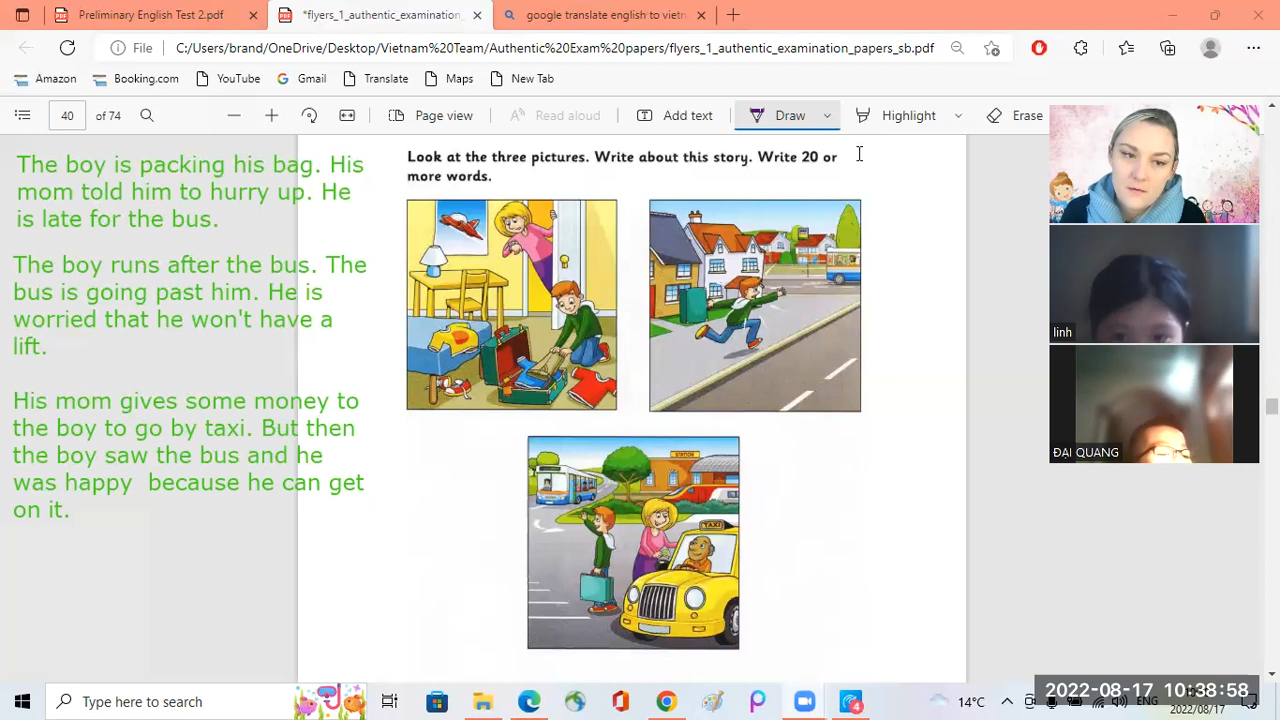 Preliminary English Test 2.pdf
*flyers_1_authentic_examination_
google translate english to vietn
File
C:/Users/brand/OneDrive/Desktop/Vietnam%20Team/Authentic%20Exam%20papers/flyers_1_authentic_examination_papers_sb.pdf
Amazon
Booking.com
YouTube
Gmail
Translate
Maps
New Tab
40 of 74
Page view
Read aloud
Add text
Draw
Highlight
Erase
The boy is packing his bag. His
mom told him to hurry up. He
is late for the bus.
The boy runs after the bus. The
bus is going past him. He is
worried that he won't have a
lift.
His mom gives some money to
the boy to go by taxi. But then
the boy saw the bus and he
was happy  because he can get
on it.
Look at the three pictures. Write about this story. Write 20 or
more words.
STATION
TAXI
linh
ĐẠI QUANG
Type here to search
4
14°C
ENG
2022-08-17 10:38:58
2022/08/17